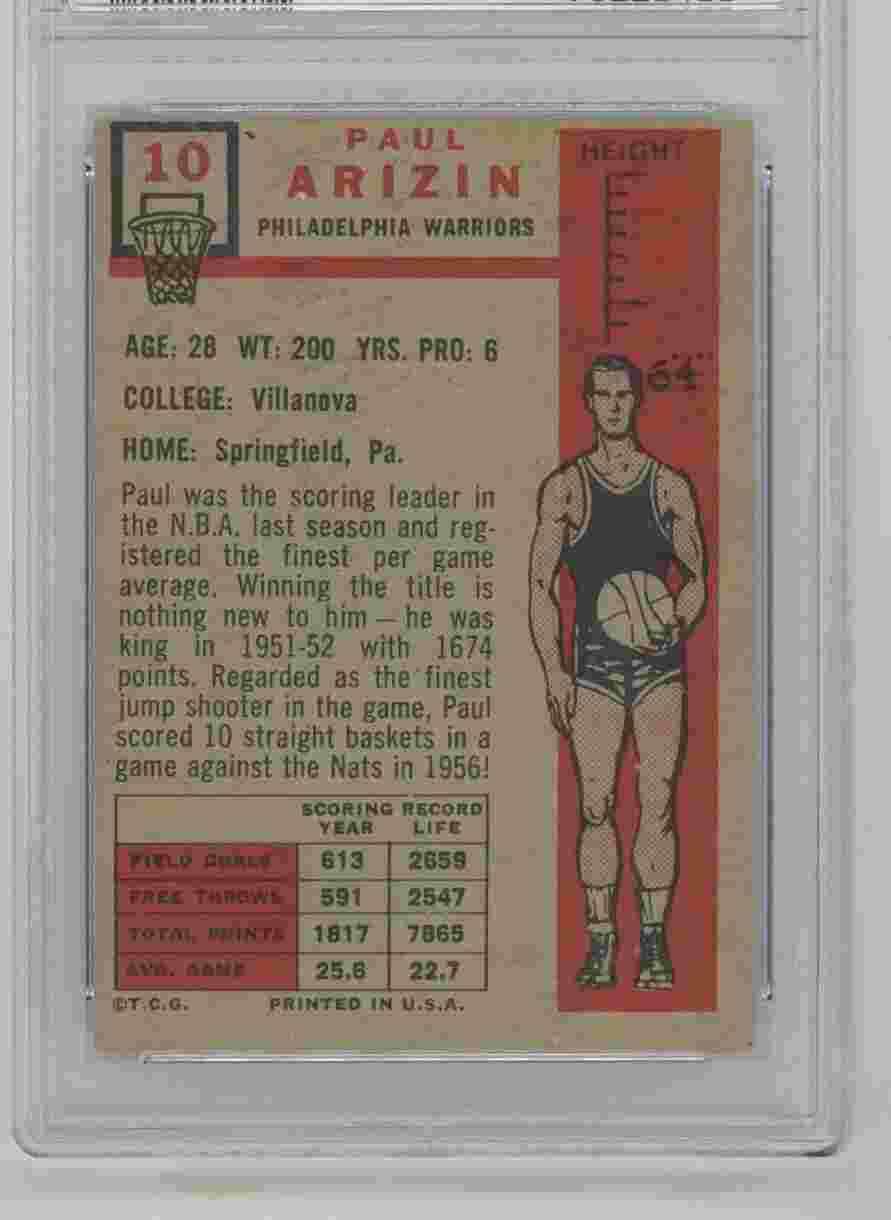 10
PAUL
ARIZIN
PHILADELPHIA WARRIORS
HEIGHT
6'4"
AGE: 28 WT: 200 YRS. PRO: 6
COLLEGE: Villanova
HOME: Springfield, Pa.
Paul was the scoring leader in
the N.B.A. last season and reg-
istered the finest per game
average. Winning the title is
nothing new to him — he was
king in 1951-52 with 1674
points. Regarded as the finest
jump shooter in the game, Paul
scored 10 straight baskets in a
game against the Nats in 1956!
SCORING RECORD
YEAR LIFE
FIELD GOALS 613 2659
FREE THROWS 591 2547
TOTAL POINTS 1817 7865
AVG. GAME 25.6 22.7
©T.C.G. PRINTED IN U.S.A.